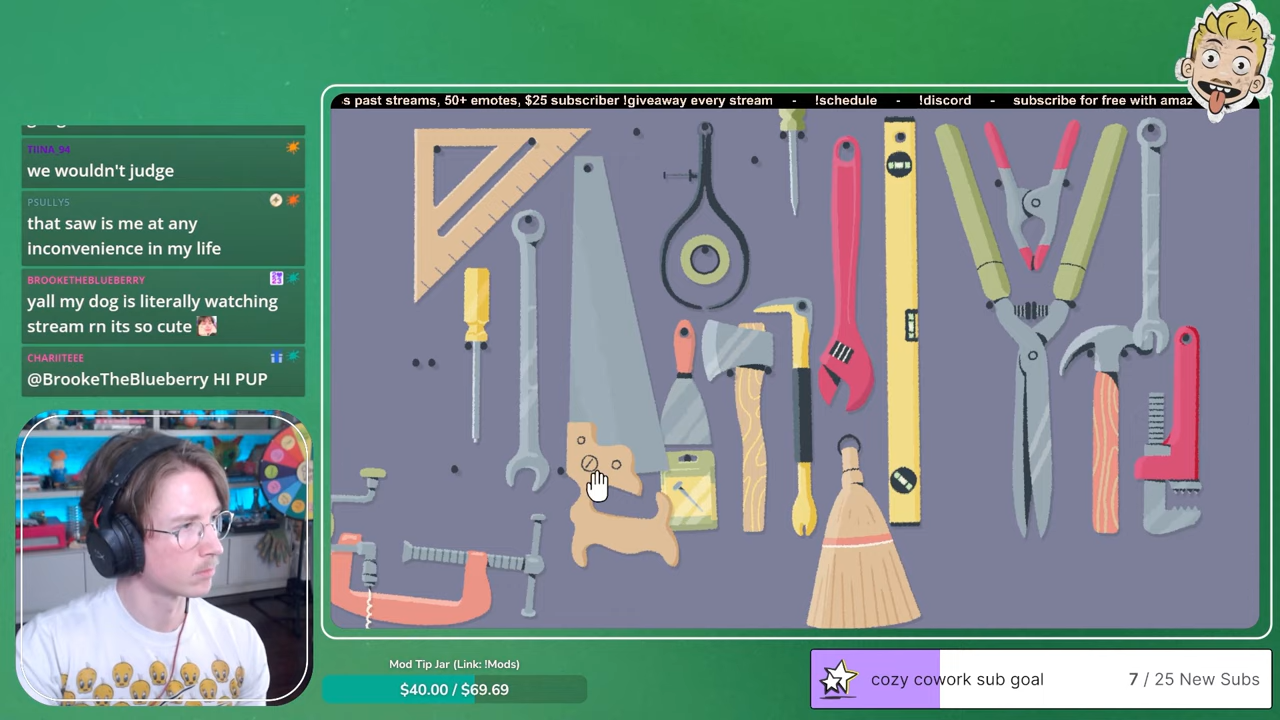 s past streams, 50+ emotes, $25 subscriber !giveaway every stream - !schedule - !discord - subscribe for free with amaz
TIINA_94
we wouldn't judge
PSULLY5
that saw is me at any
inconvenience in my life
BROOKETHEBLUEBERRY
23
yall my dog is literally watching
stream rn its so cute
CHARIITEEE
@BrookeTheBlueberry HI PUP
Mod Tip Jar (Link: !Mods)
$40.00 / $69.69
cozy cowork sub goal
7 / 25 New Subs